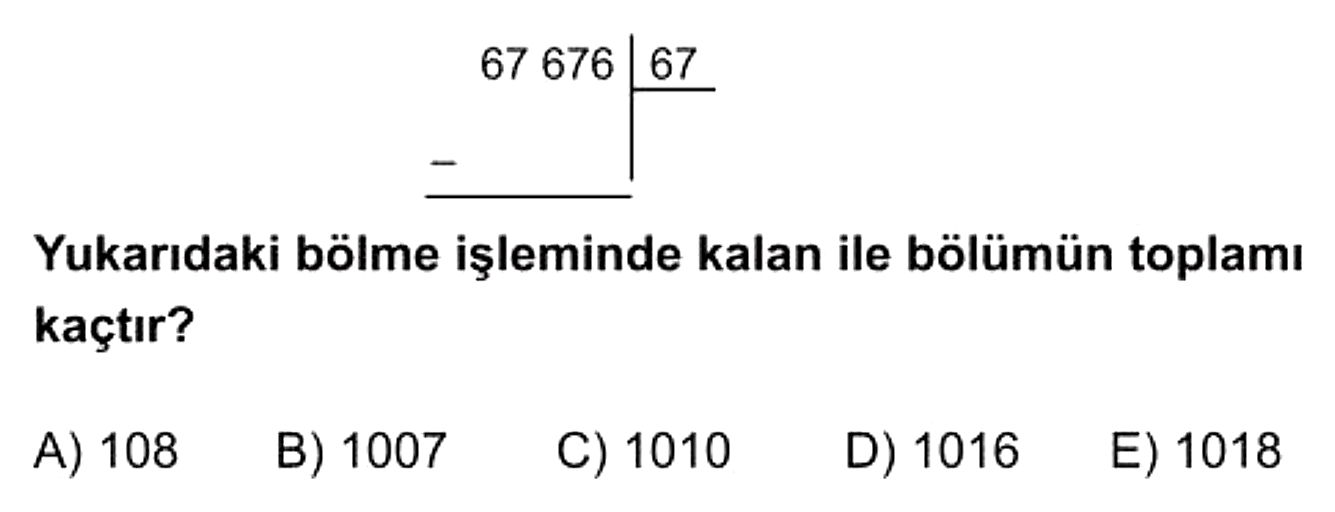 67 676 67
–
Yukarıdaki bölme işleminde kalan ile bölümün toplamı
kaçtır?
A) 108 B) 1007 C) 1010 D) 1016 E) 1018